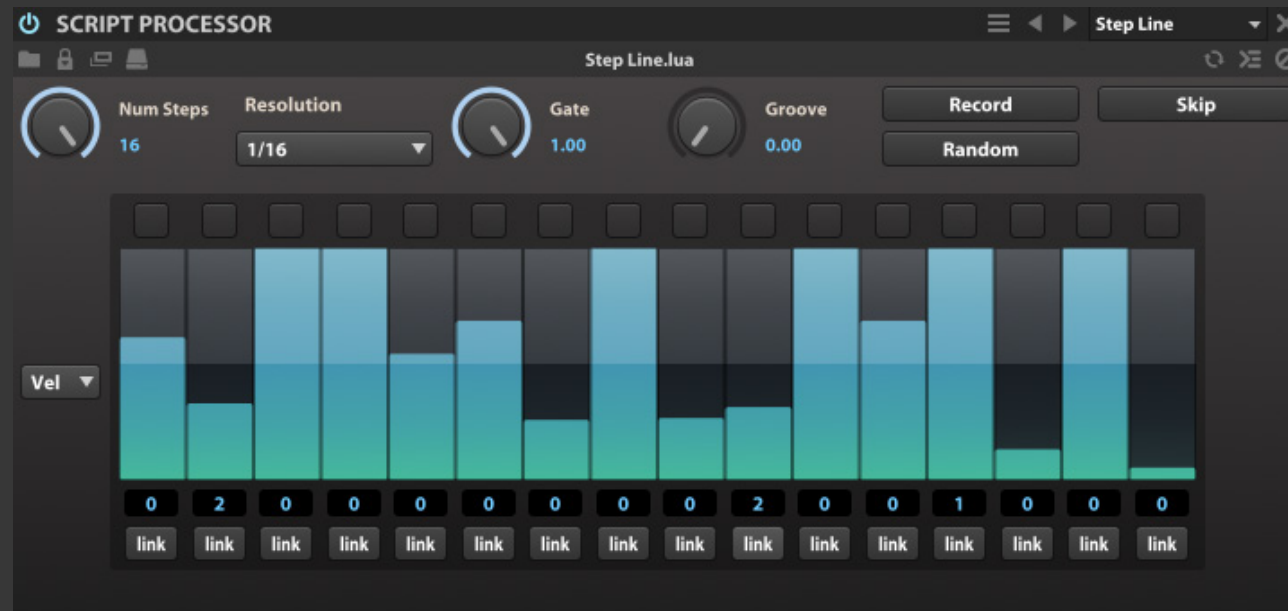 SCRIPT PROCESSOR
Step Line
Step Line.lua
Num Steps
16
Resolution
1/16
Gate
1.00
Groove
0.00
Record
Random
Skip
Vel
0 2 0 0 0 0 0 0 0 2 0 0 1 0 0 0
link link link link link link link link link link link link link link link link